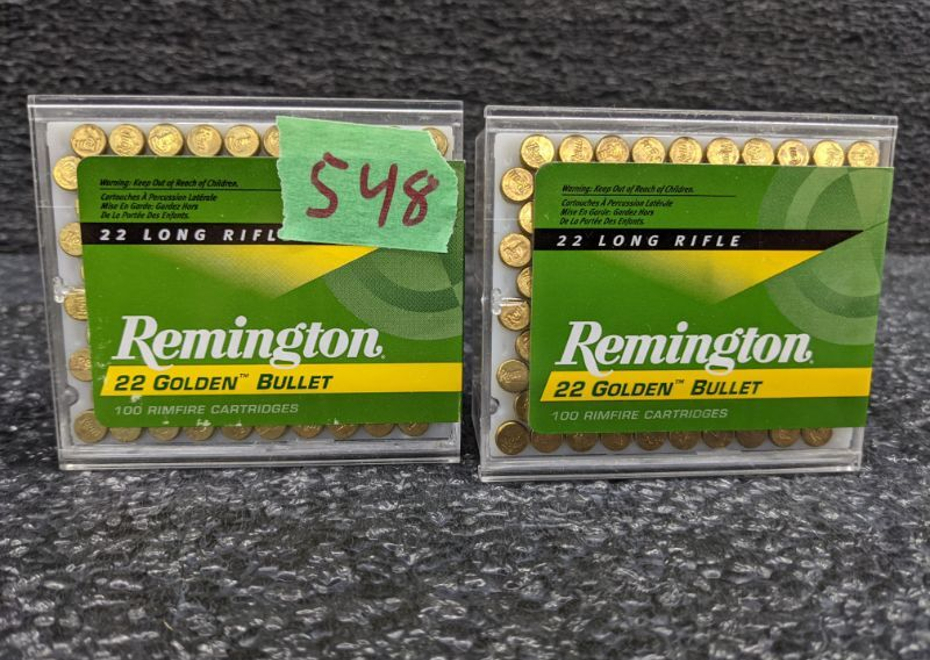 Warning: Keep Out of Reach of Children.
Cartouches À Percussion Latérale
Mise En Garde: Gardez Hors
De La Portée Des Enfants.
22 LONG RIFL
Remington
22 GOLDEN™ BULLET
100 RIMFIRE CARTRIDGES
548
Warning: Keep Out of Reach of Children.
Cartouches À Percussion Latérale
Mise En Garde: Gardez Hors
De La Portée Des Enfants.
22 LONG RIFLE
Remington
22 GOLDEN™ BULLET
100 RIMFIRE CARTRIDGES